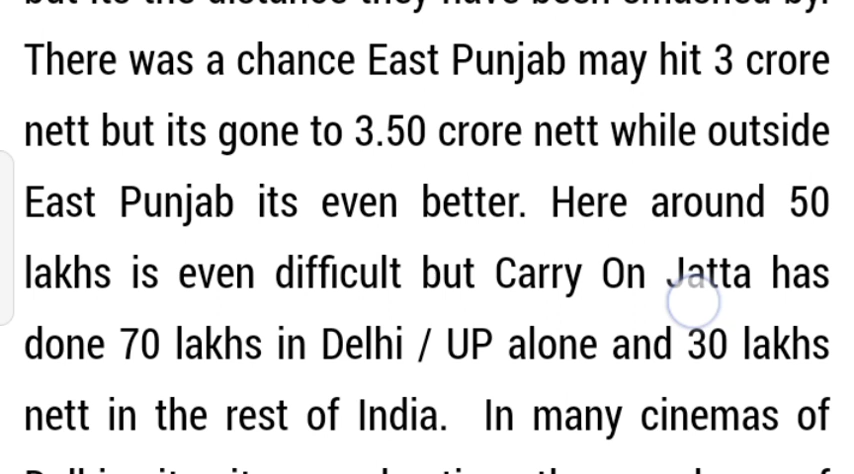 There was a chance East Punjab may hit 3 crore
nett but its gone to 3.50 crore nett while outside
East Punjab its even better. Here around 50
lakhs is even difficult but Carry On Jatta has
done 70 lakhs in Delhi / UP alone and 30 lakhs
nett in the rest of India. In many cinemas of